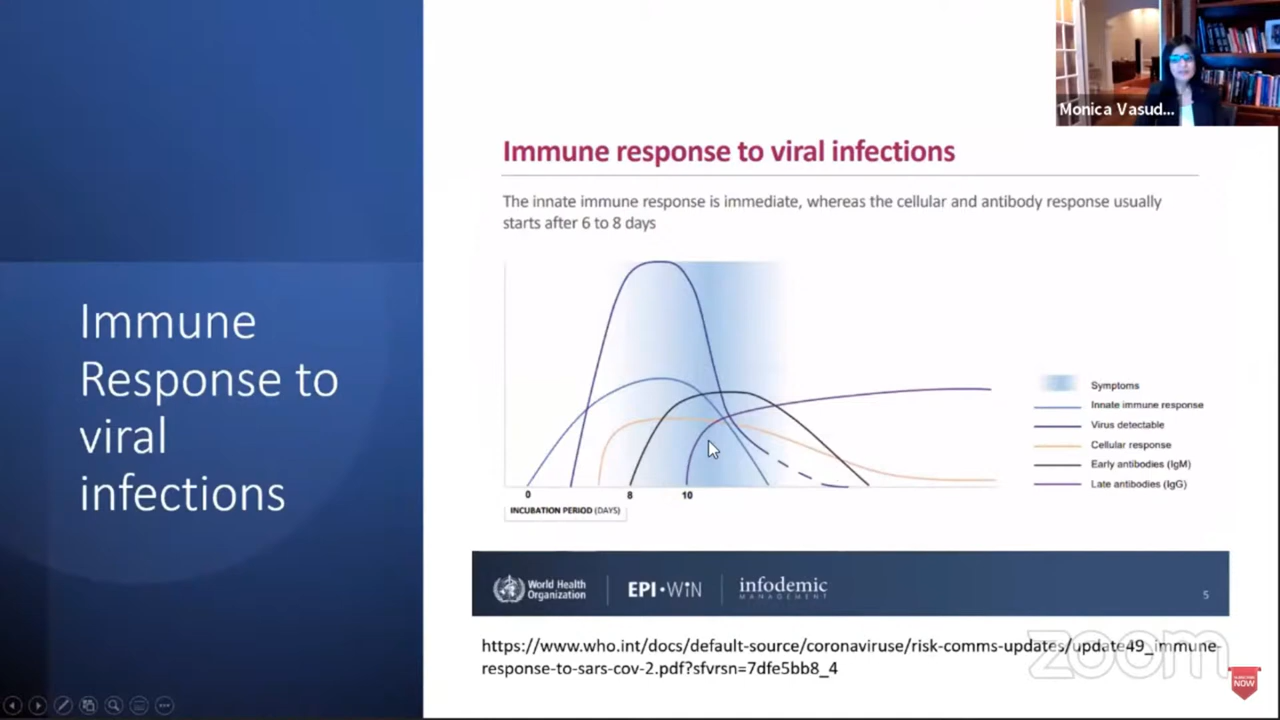 Monica Vasud...
Immune
Response to
viral
infections
Immune response to viral infections
The innate immune response is immediate, whereas the cellular and antibody response usually
starts after 6 to 8 days
Symptoms
Innate immune response
Virus detectable
Cellular response
Early antibodies (IgM)
Late antibodies (IgG)
0
8
10
INCUBATION PERIOD (DAYS)
World Health
Organization
EPI•WiN
infodemic
MANAGEMENT
5
https://www.who.int/docs/default-source/coronaviruse/risk-comms-updates/update49_immune-
response-to-sars-cov-2.pdf?sfvrsn=7dfe5bb8_4
zoom
SUBSCRIBE
NOW